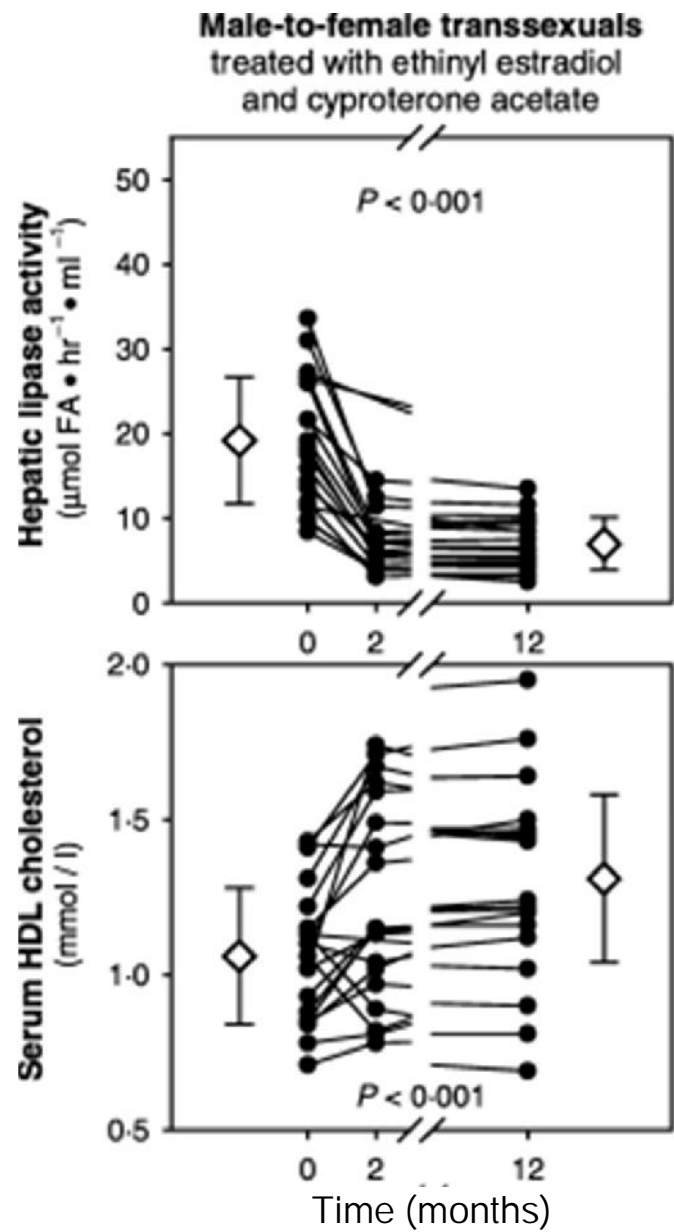 Male-to-female transsexuals
treated with ethinyl estradiol
and cyproterone acetate
Hepatic lipase activity
(μmol FA • hr⁻¹ • ml⁻¹)
50
40
30
20
10
0
P < 0·001
0 2 12
Serum HDL cholesterol
(mmol / l)
2·0
1·5
1·0
0·5
P < 0·001
0 2 12
Time (months)